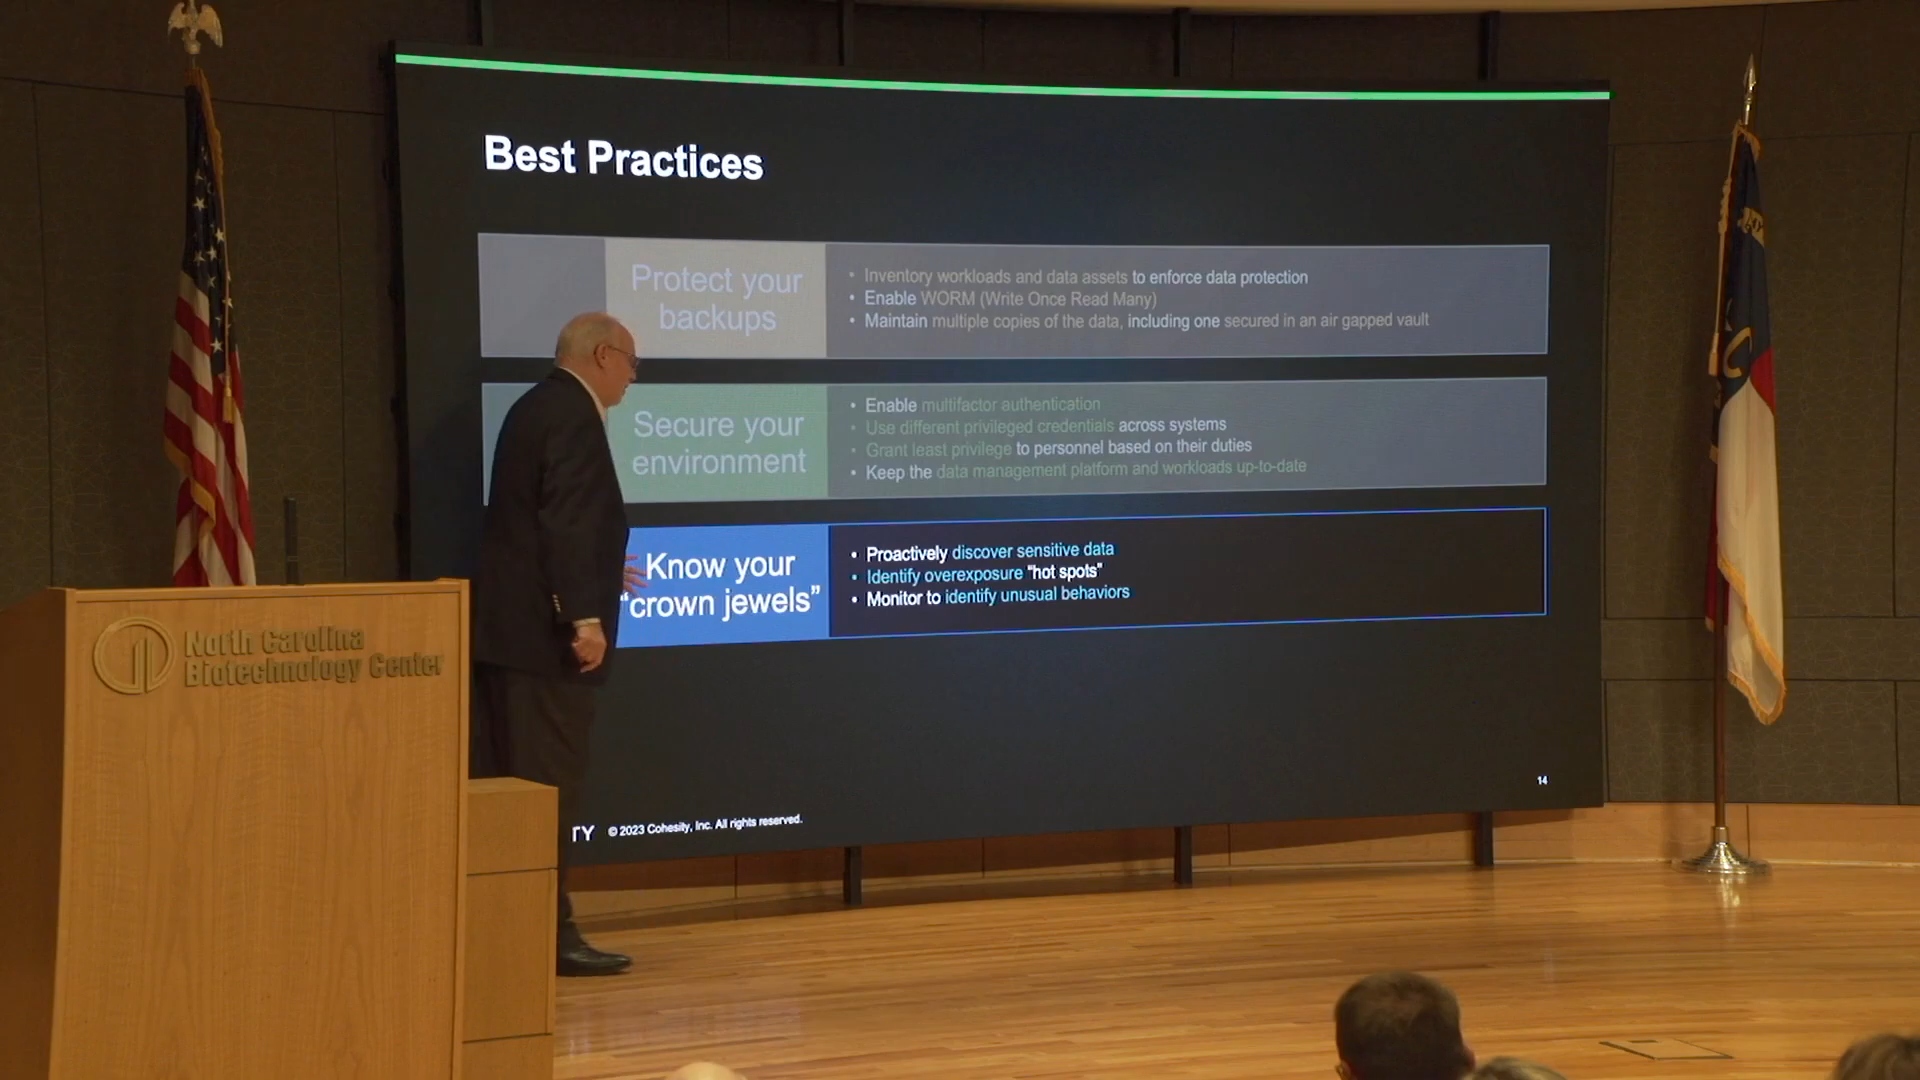 Best Practices
Protect your
backups
• Inventory workloads and data assets to enforce data protection
• Enable WORM (Write Once Read Many)
• Maintain multiple copies of the data, including one secured in an air gapped vault
Secure your
environment
• Enable multifactor authentication
• Use different privileged credentials across systems
• Grant least privilege to personnel based on their duties
• Keep the data management platform and workloads up-to-date
Know your
"crown jewels"
• Proactively discover sensitive data
• Identify overexposure "hot spots"
• Monitor to identify unusual behaviors
14
TY © 2023 Cohesity, Inc. All rights reserved.
North Carolina
Biotechnology Center